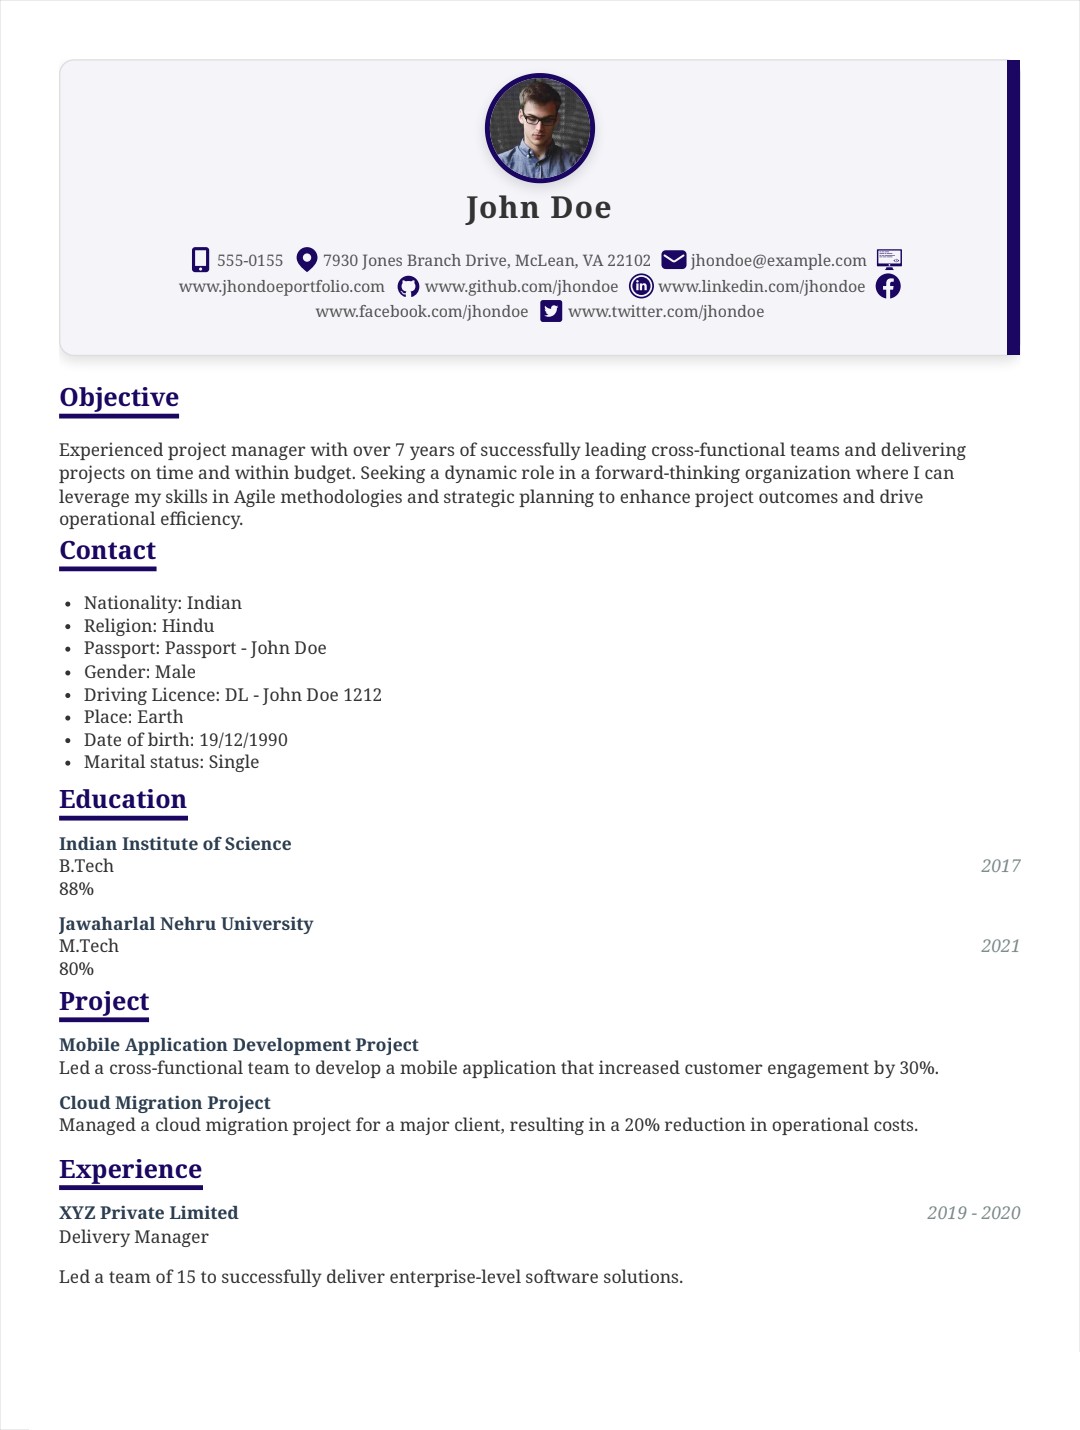 John Doe
555-0155 7930 Jones Branch Drive, McLean, VA 22102 jhondoe@example.com
www.jhondoeportfolio.com www.github.com/jhondoe www.linkedin.com/jhondoe
www.facebook.com/jhondoe www.twitter.com/jhondoe
Objective
Experienced project manager with over 7 years of successfully leading cross-functional teams and delivering
projects on time and within budget. Seeking a dynamic role in a forward-thinking organization where I can
leverage my skills in Agile methodologies and strategic planning to enhance project outcomes and drive
operational efficiency.
Contact
• Nationality: Indian
• Religion: Hindu
• Passport: Passport - John Doe
• Gender: Male
• Driving Licence: DL - John Doe 1212
• Place: Earth
• Date of birth: 19/12/1990
• Marital status: Single
Education
Indian Institute of Science
B.Tech 2017
88%
Jawaharlal Nehru University
M.Tech 2021
80%
Project
Mobile Application Development Project
Led a cross-functional team to develop a mobile application that increased customer engagement by 30%.
Cloud Migration Project
Managed a cloud migration project for a major client, resulting in a 20% reduction in operational costs.
Experience
XYZ Private Limited 2019 - 2020
Delivery Manager
Led a team of 15 to successfully deliver enterprise-level software solutions.